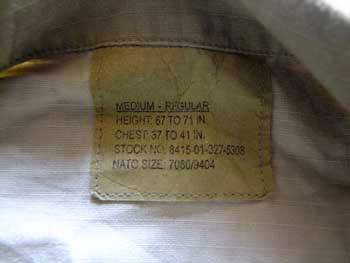 MEDIUM - REGULAR
HEIGHT: 67 TO 71 IN.
CHEST: 37 TO 41 IN.
STOCK NO: 8415-01-327-5308
NATO SIZE: 7080/9404